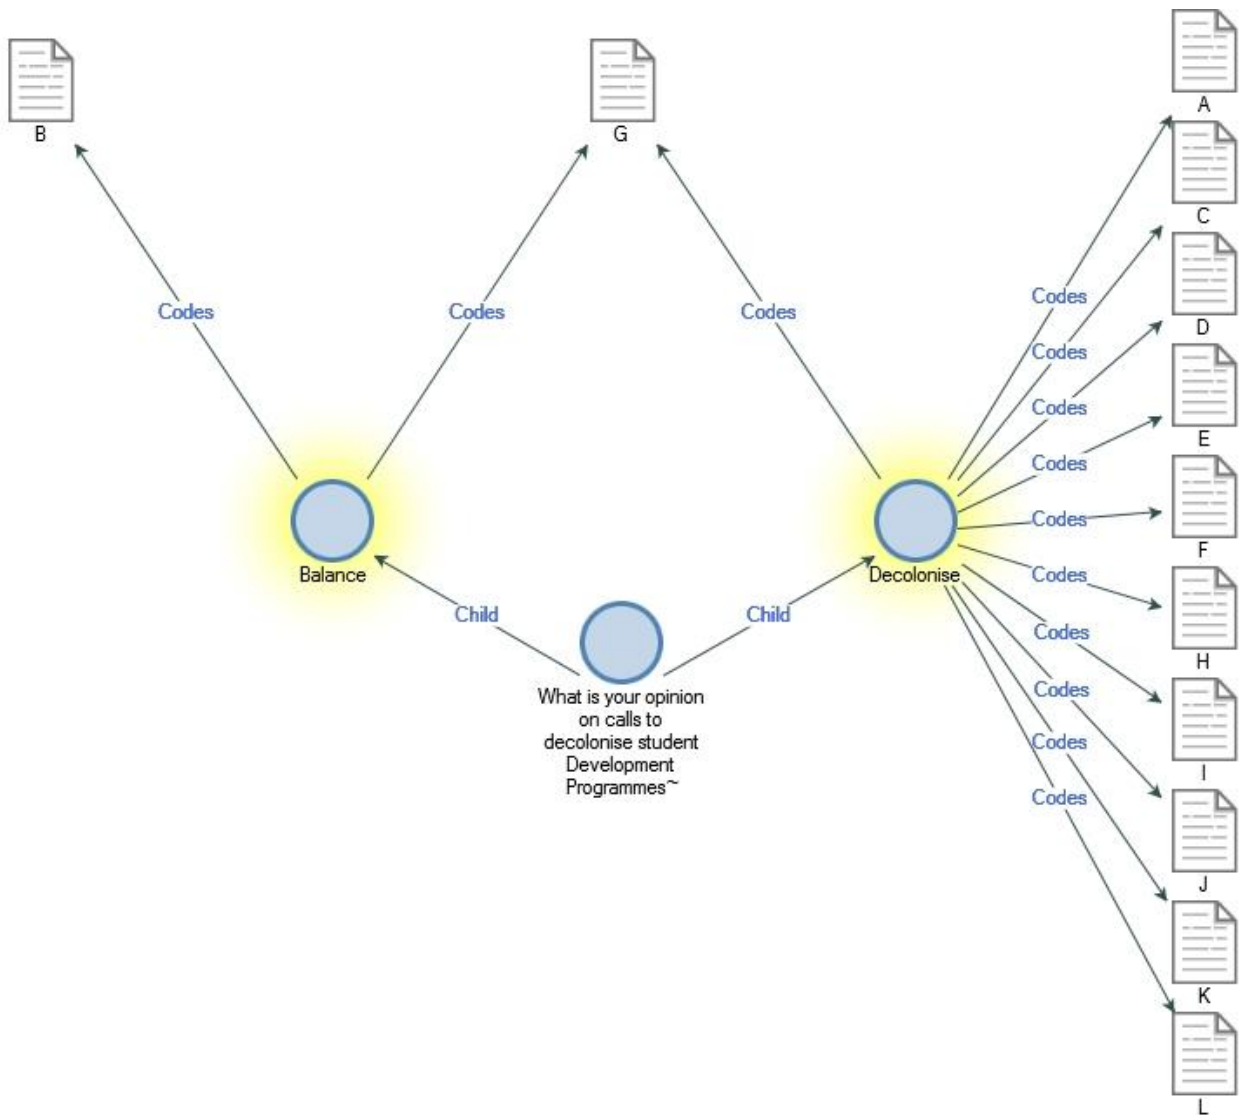 B
G
A
C
D
E
F
H
I
J
K
L
Codes
Codes
Codes
Codes
Codes
Codes
Codes
Codes
Codes
Codes
Codes
Codes
Codes
Balance
Decolonise
Child
Child
What is your opinion
on calls to
decolonise student
Development
Programmes~